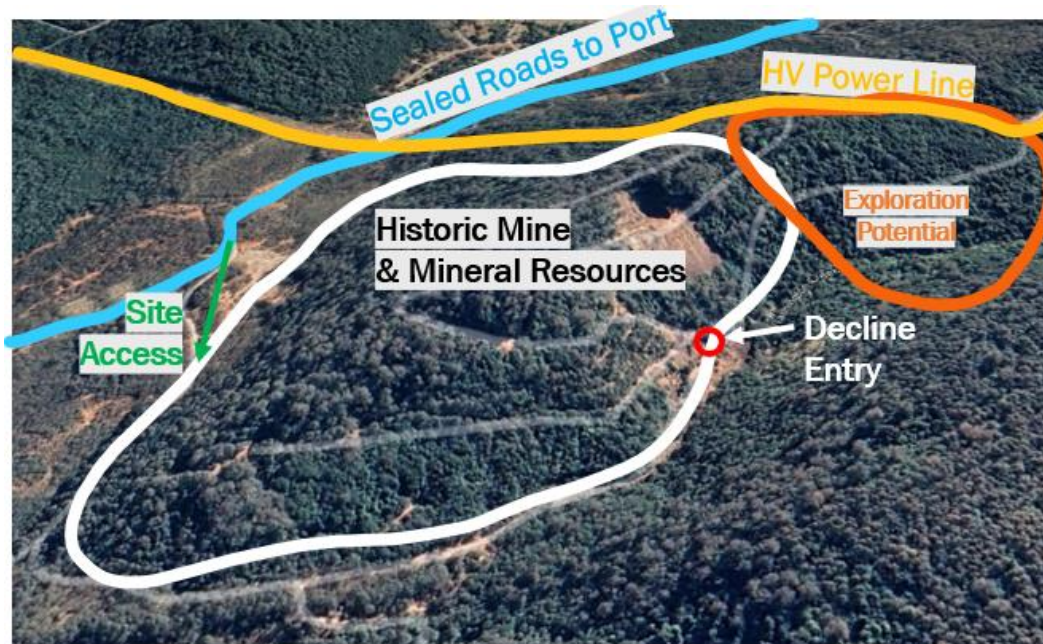 Sealed Roads to Port
HV Power Line
Exploration
Potential
Historic Mine
& Mineral Resources
Site
Access
Decline
Entry